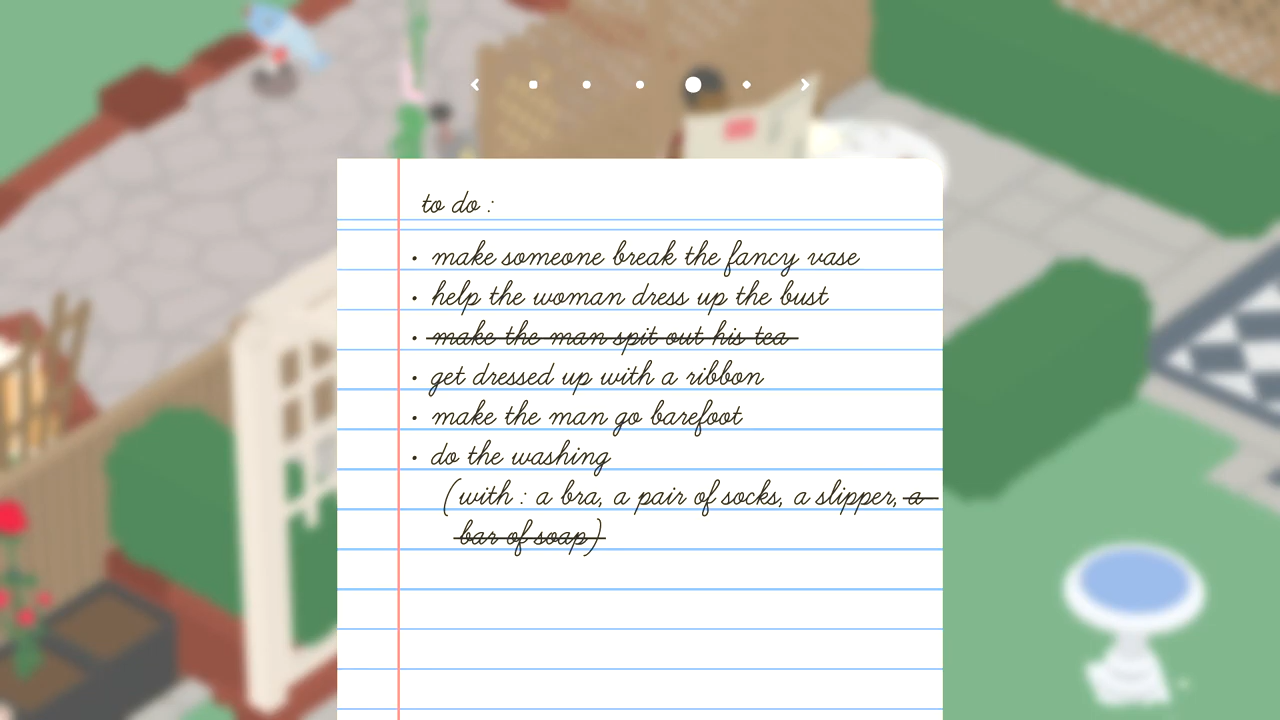 to do :
• make someone break the fancy vase
• help the woman dress up the bust
• make the man spit out his tea
• get dressed up with a ribbon
• make the man go barefoot
• do the washing
(with : a bra, a pair of socks, a slipper, a
bar of soap)